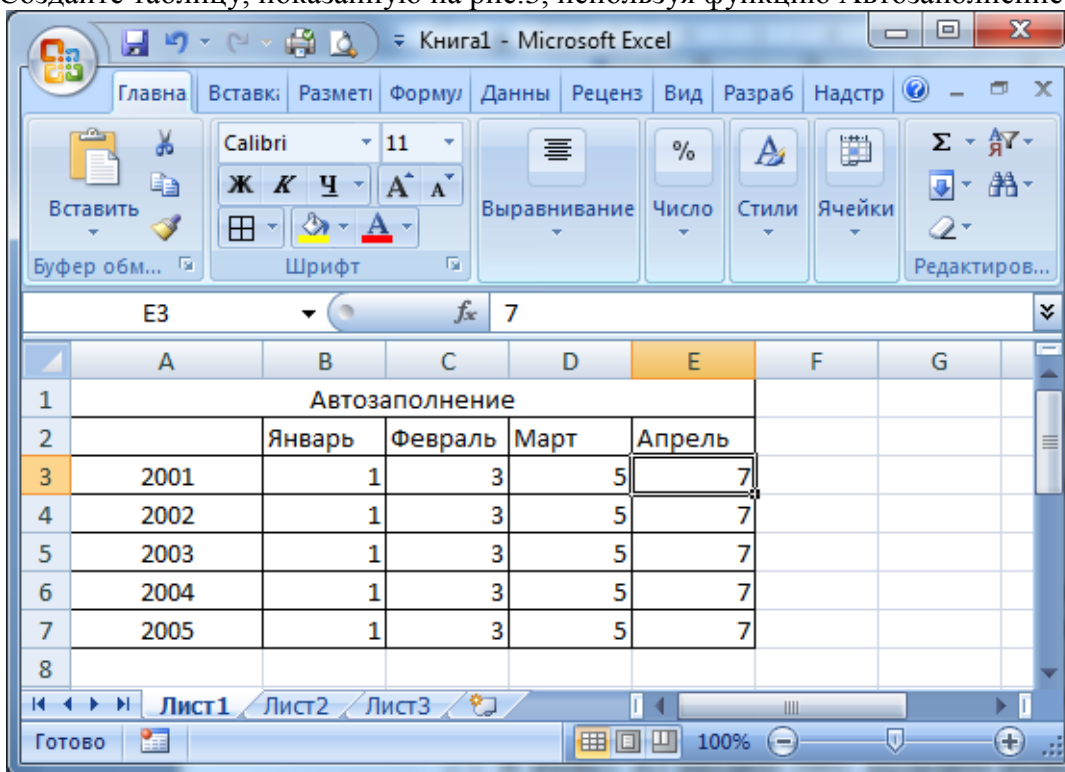 Создайте таблицу, показанную на рис.3, используя функцию Автозаполнение
Книга1 - Microsoft Excel
Главна Вставк Разметі Формул Данны Реценз Вид Разраб Надстр
Вставить
Буфер обм...
Calibri 11
Ж К Ч A A
A
Шрифт
Выравнивание
%
Число
A
Стили
Ячейки
Σ
Редактиров...
E3 fx 7
A B C D E F G
1 Автозаполнение
2 Январь Февраль Март Апрель
3 2001 1 3 5 7
4 2002 1 3 5 7
5 2003 1 3 5 7
6 2004 1 3 5 7
7 2005 1 3 5 7
8
Лист1 Лист2 Лист3
Готово 100%